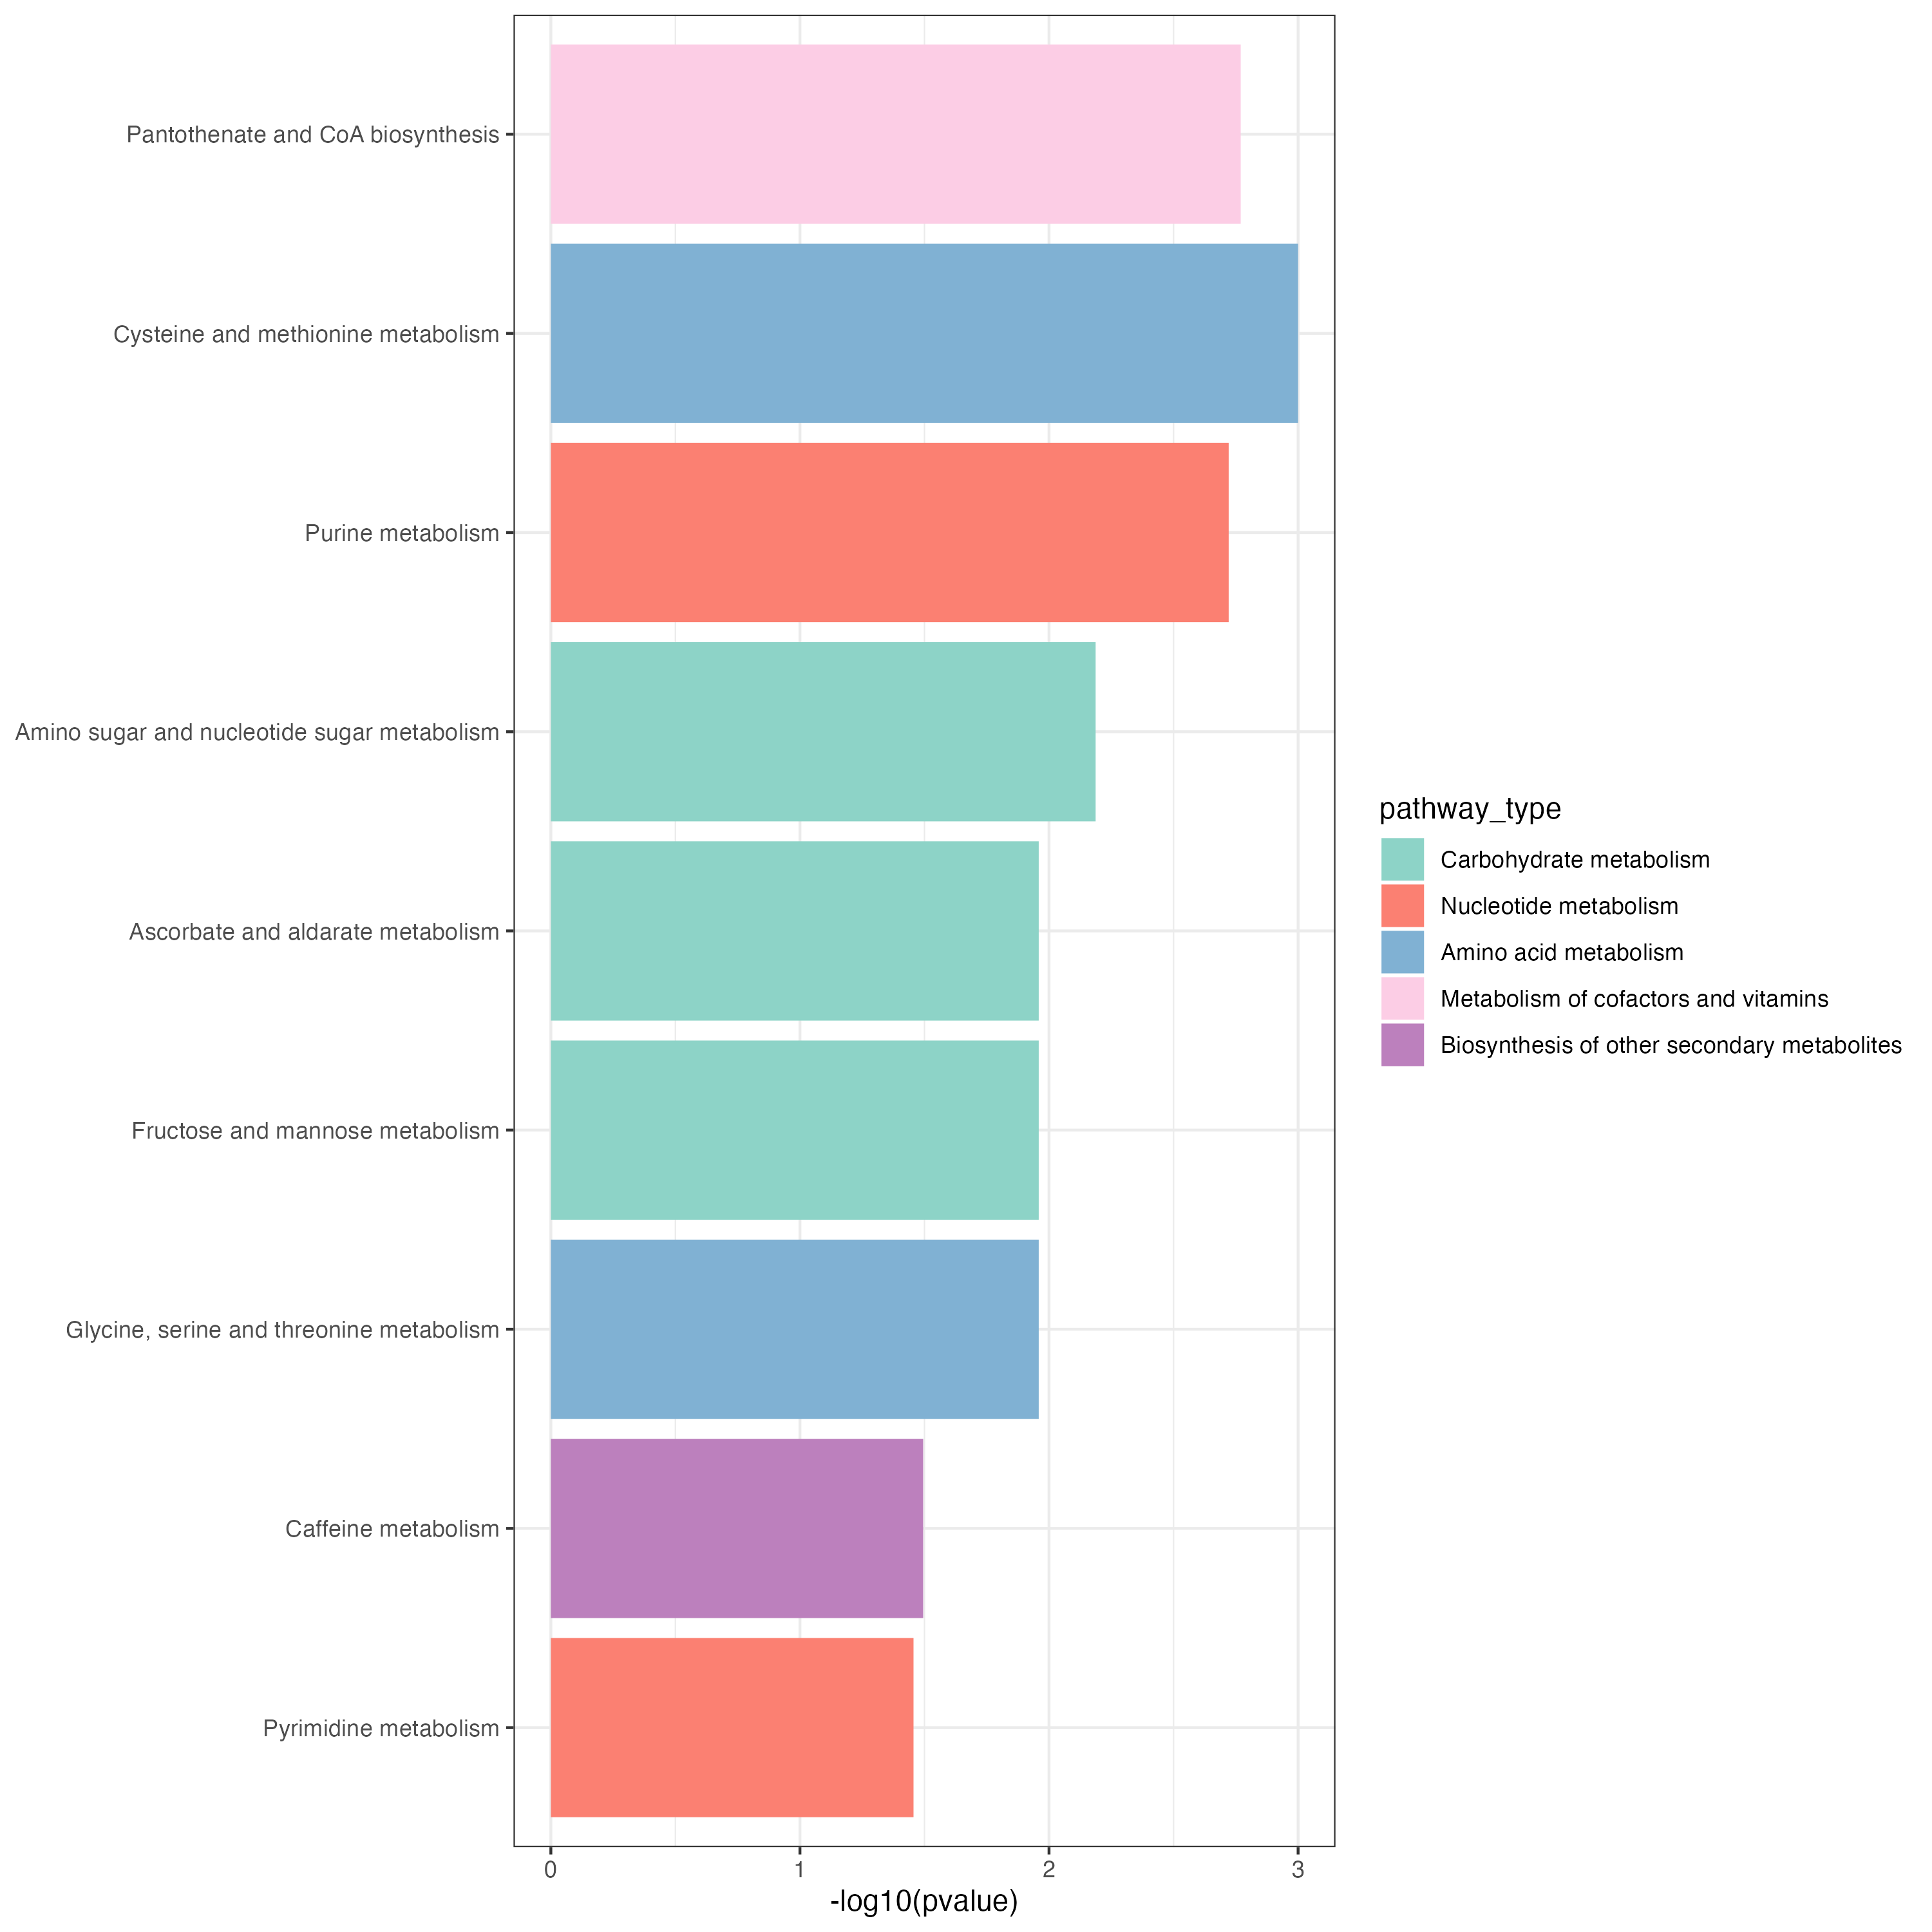 Pantothenate and CoA biosynthesis
Cysteine and methionine metabolism
Purine metabolism
Amino sugar and nucleotide sugar metabolism
Ascorbate and aldarate metabolism
Fructose and mannose metabolism
Glycine, serine and threonine metabolism
Caffeine metabolism
Pyrimidine metabolism
0 1 2 3
-log10(pvalue)
pathway_type
Carbohydrate metabolism
Nucleotide metabolism
Amino acid metabolism
Metabolism of cofactors and vitamins
Biosynthesis of other secondary metabolites